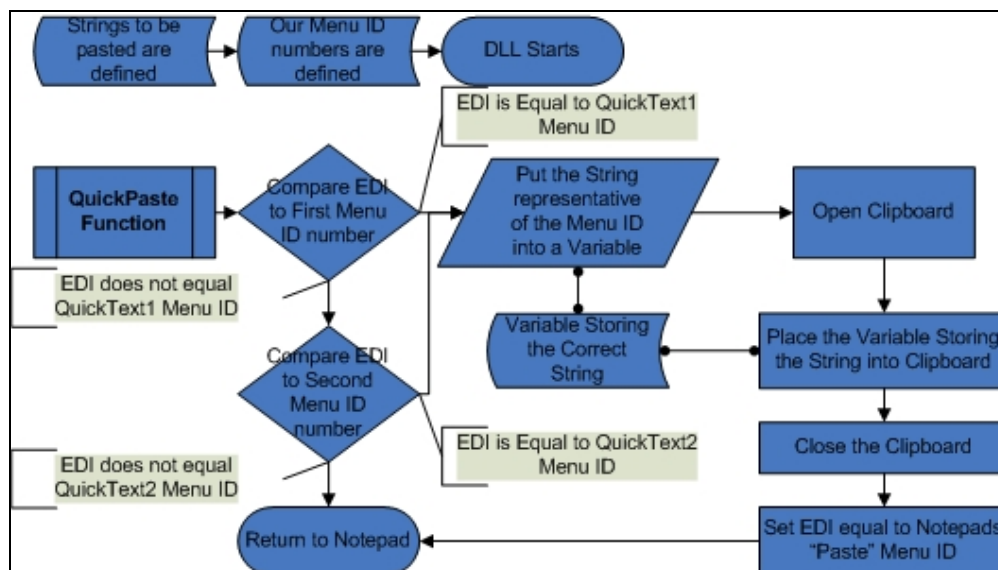 Strings to be
pasted are
defined
Our Menu ID
numbers are
defined
DLL Starts
EDI is Equal to QuickText1
Menu ID
QuickPaste
Function
Compare EDI
to First Menu
ID number
Put the String
representative
of the Menu ID
into a Variable
Open Clipboard
EDI does not equal
QuickText1 Menu ID
Variable Storing
the Correct
String
Place the Variable Storing
the String into Clipboard
Compare EDI
to Second
Menu ID
number
EDI is Equal to QuickText2
Menu ID
Close the Clipboard
EDI does not equal
QuickText2 Menu ID
Return to Notepad
Set EDI equal to Notepads
“Paste” Menu ID